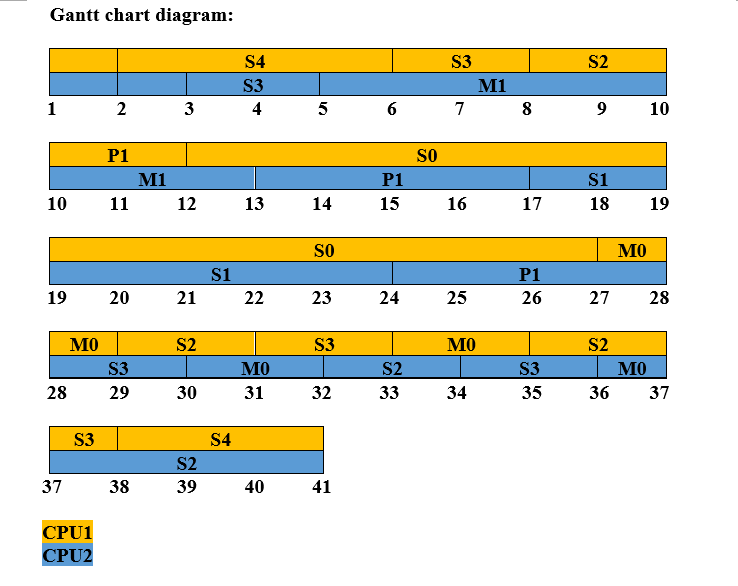 Gantt chart diagram:
S4 S3 S2
S3 M1
1 2 3 4 5 6 7 8 9 10
P1 S0
M1 P1 S1
10 11 12 13 14 15 16 17 18 19
S0 M0
S1 P1
19 20 21 22 23 24 25 26 27 28
M0 S2 S3 M0 S2
S3 M0 S2 S3 M0
28 29 30 31 32 33 34 35 36 37
S3 S4
S2
37 38 39 40 41
CPU1
CPU2